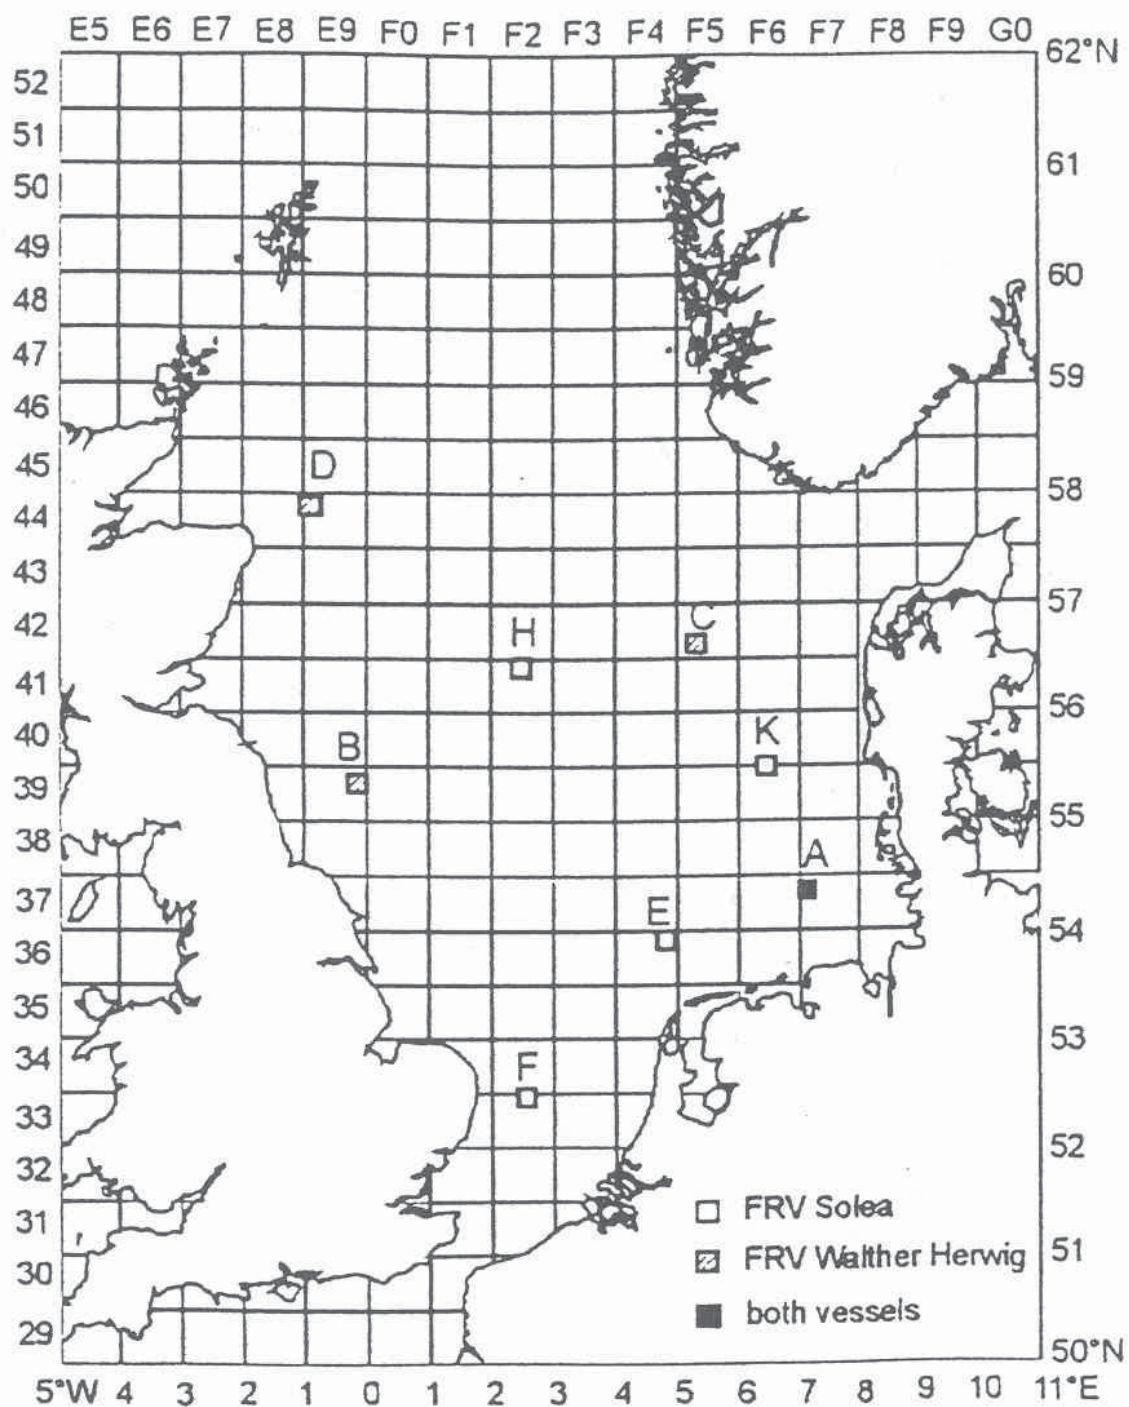 E5 E6 E7 E8 E9 F0 F1 F2 F3 F4 F5 F6 F7 F8 F9 G0
62°N
52
51
61
50
49
60
48
47
59
46
45
D
58
44
43
57
42
H
C
41
56
40
B
K
39
55
38
A
37
E
54
36
35
53
34
F
33
52
32
FRV Solea
31
51
FRV Walther Herwig
30
both vessels
29
50°N
5°W 4 3 2 1 0 1 2 3 4 5 6 7 8 9 10 11°E